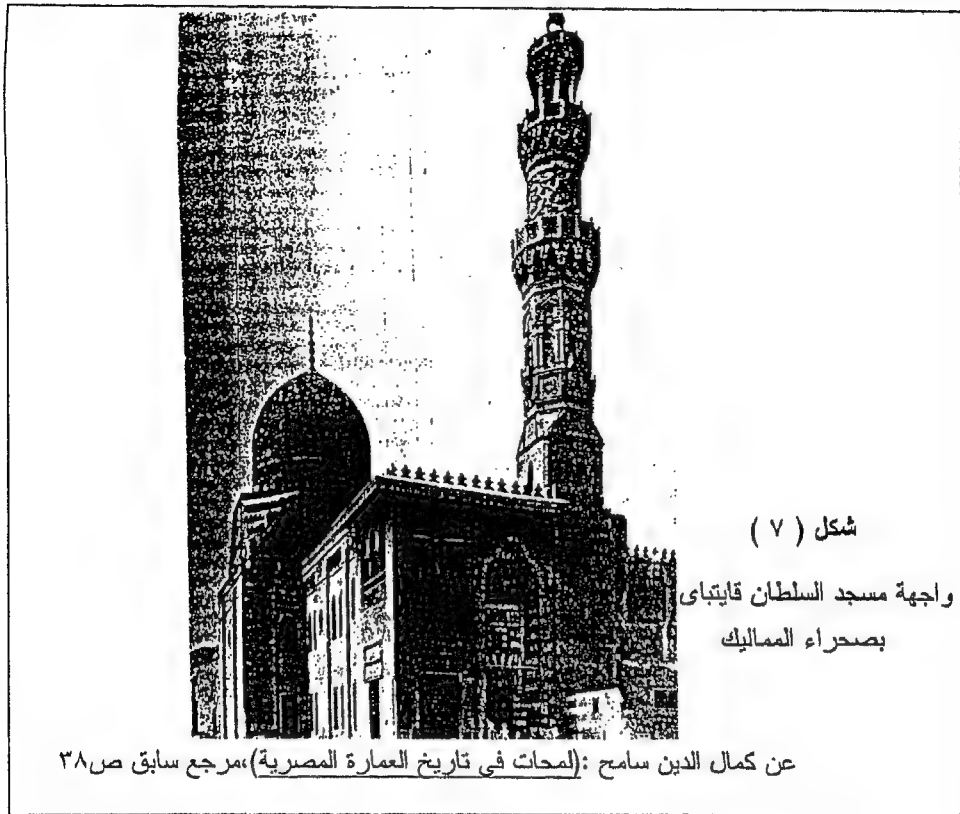 شكل ( ٧ )
واجهة مسجد السلطان قايتباى
بصحراء المماليك
عن كمال الدين سامح :(لمحات فى تاريخ العمارة المصرية)،مرجع سابق ص٣٨